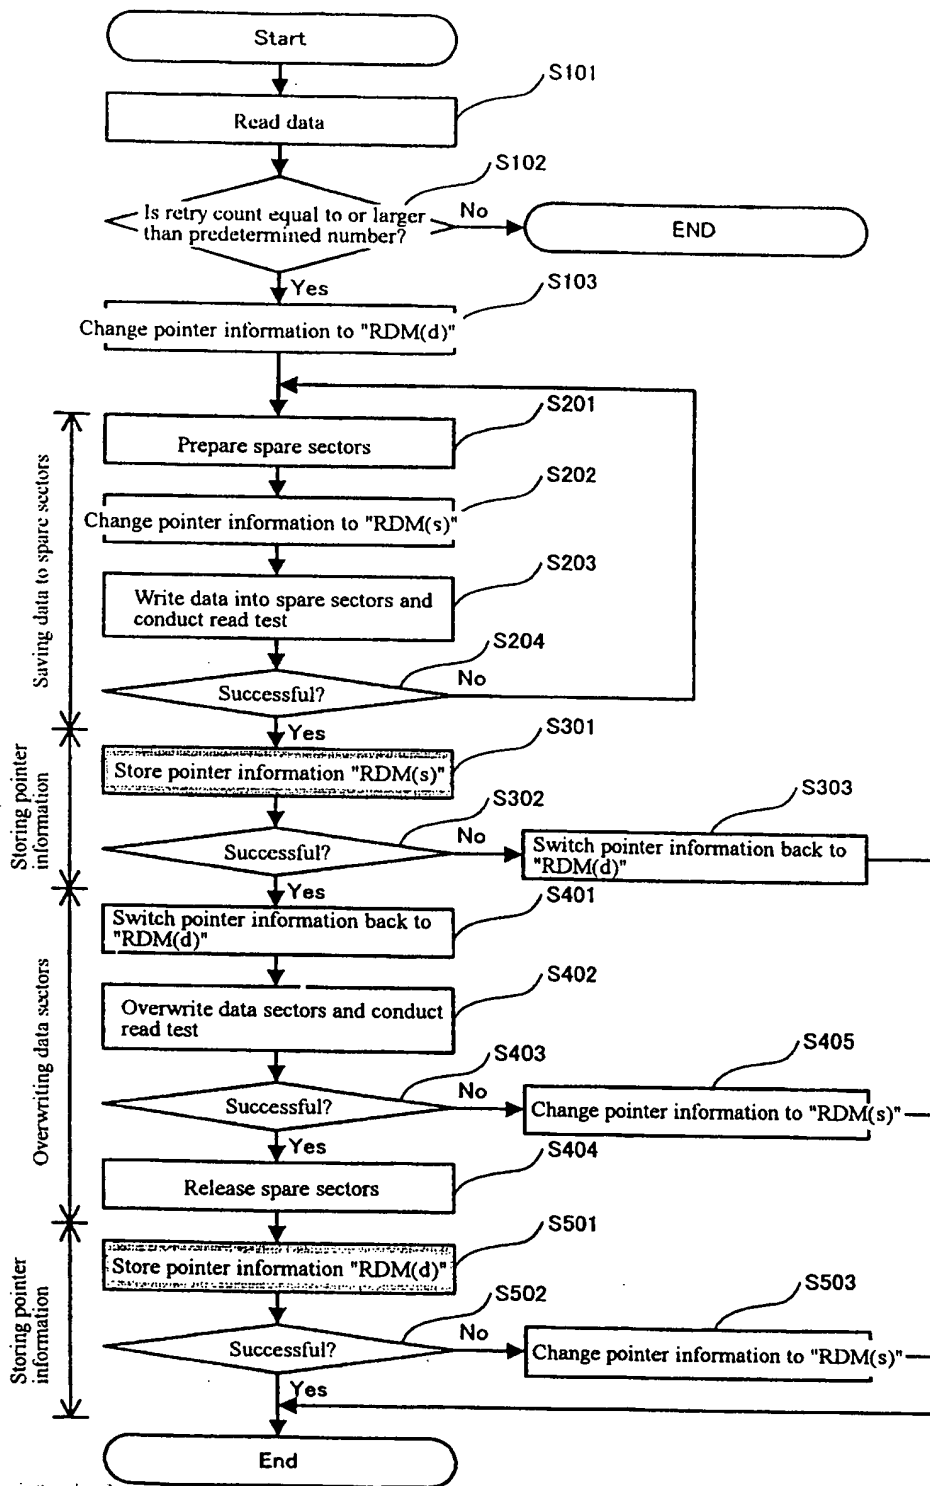 Start
S101
Read data
S102
Is retry count equal to or larger
than predetermined number?
No
END
Yes
S103
Change pointer information to "RDM(d)"
S201
Prepare spare sectors
S202
Change pointer information to "RDM(s)"
S203
Write data into spare sectors and
conduct read test
S204
Successful?
No
Yes
Saving data to spare sectors
S301
Store pointer information "RDM(s)"
S302
Successful?
No
S303
Switch pointer information back to
"RDM(d)"
Yes
Storing pointer
information
S401
Switch pointer information back to
"RDM(d)"
S402
Overwrite data sectors and conduct
read test
S403
Successful?
No
S405
Change pointer information to "RDM(s)"
Yes
S404
Release spare sectors
Overwriting data sectors
S501
Store pointer information "RDM(d)"
S502
Successful?
No
S503
Change pointer information to "RDM(s)"
Yes
Storing pointer
information
End